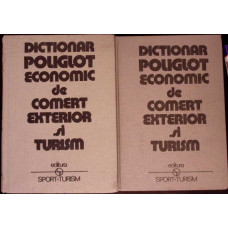 DICTIONAR
POLIGLOT
ECONOMIC
de
COMERT
EXTERIOR
si
TURISM
editura
SPORT-TURISM
DICTIONAR
POLIGLOT
ECONOMIC
de
COMERT
EXTERIOR
si
TURISM
editura
SPORT-TURISM